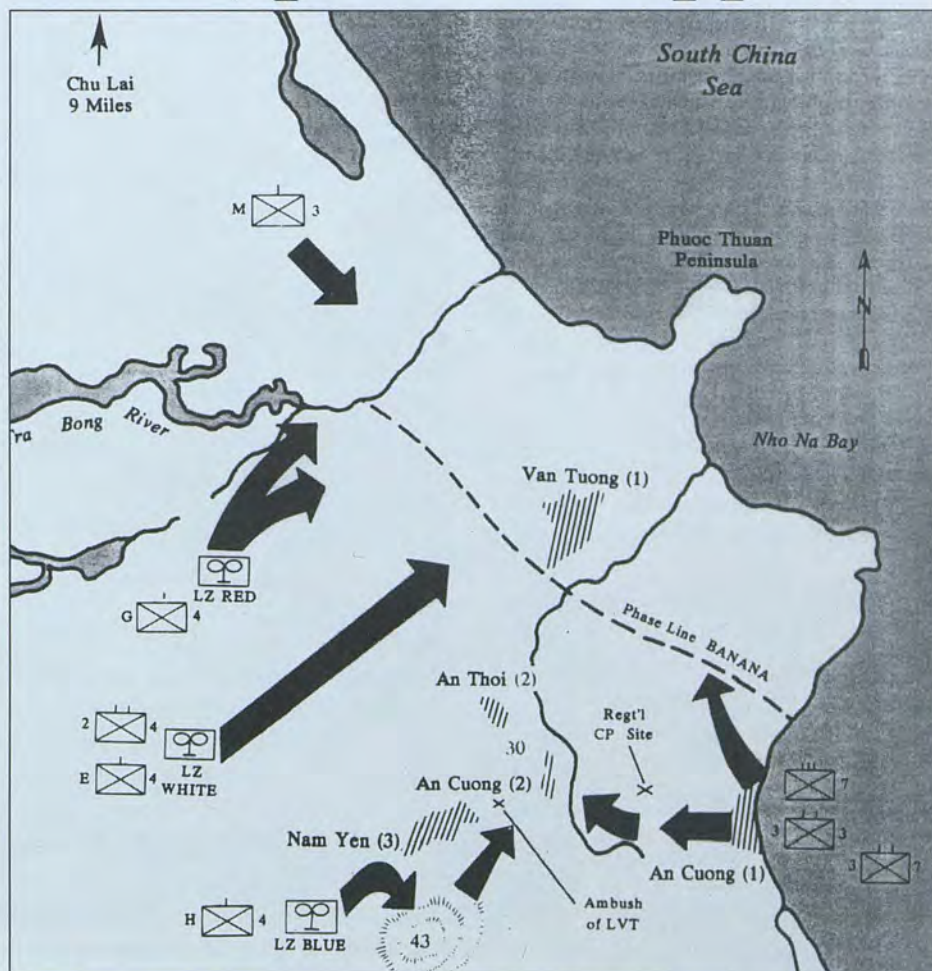 Chu Lai
9 Miles
South China
Sea
M 3
Phuoc Thuan
Peninsula
N
Tra Bong River
Nho Na Bay
Van Tuong (1)
LZ RED
G 4
Phase Line BANANA
An Thoi (2)
2 4
Regt'l
CP Site
30
E 4
LZ
WHITE
An Cuong (2)
7
3 3
Nam Yen (3)
3 7
An Cuong (1)
H 4
LZ BLUE
43
Ambush
of LVT